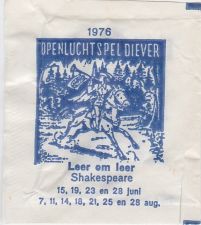 1976
OPENLUCHTSPEL DIEVER
Leer om leer
Shakespeare
15, 19, 23 en 28 juni
7, 11, 14, 18, 21, 25 en 28 aug.